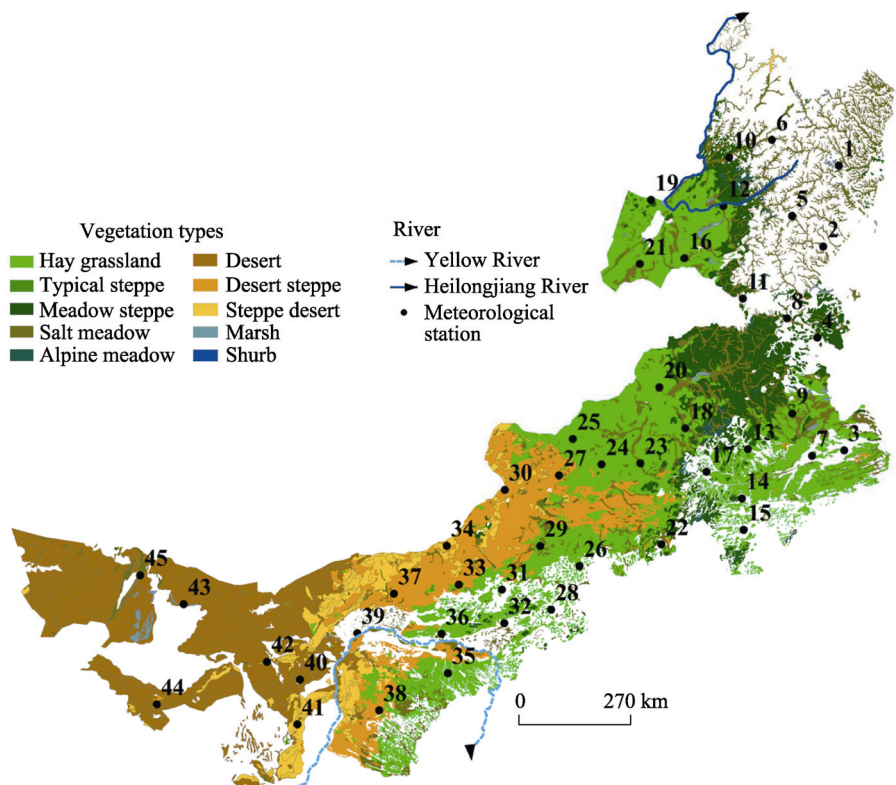 Vegetation types
Hay grassland
Typical steppe
Meadow steppe
Salt meadow
Alpine meadow
Desert
Desert steppe
Steppe desert
Marsh
Shurb
River
Yellow River
Heilongjiang River
Meteorological
station
6
1
10
19
12
5
2
21
16
11
8
4
20
9
18
25
13
7
3
24
23
17
27
30
14
15
34
29
22
26
45
33
31
43
37
28
32
39
36
42
40
35
44
38
41
0
270 km